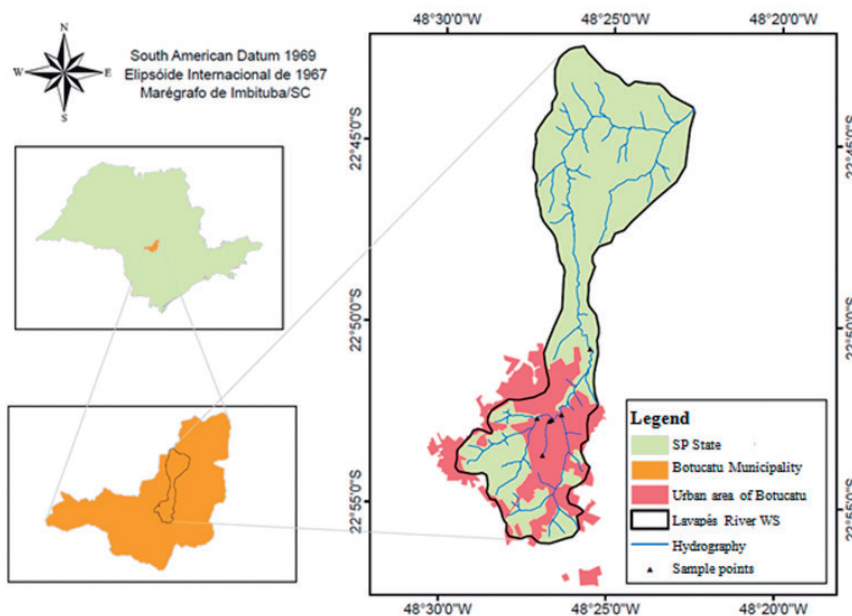 N
W
E
S
South American Datum 1969
Elipsóide Internacional de 1967
Marégrafo de Imbituba/SC
48°30'0"W
48°25'0"W
48°20'0"W
22°45'0"S
22°45'0"S
22°50'0"S
22°50'0"S
22°55'0"S
22°55'0"S
Legend
SP State
Botucatu Municipality
Urban area of Botucatu
Lavapés River WS
Hydrography
Sample points
48°30'0"W
48°25'0"W
48°20'0"W